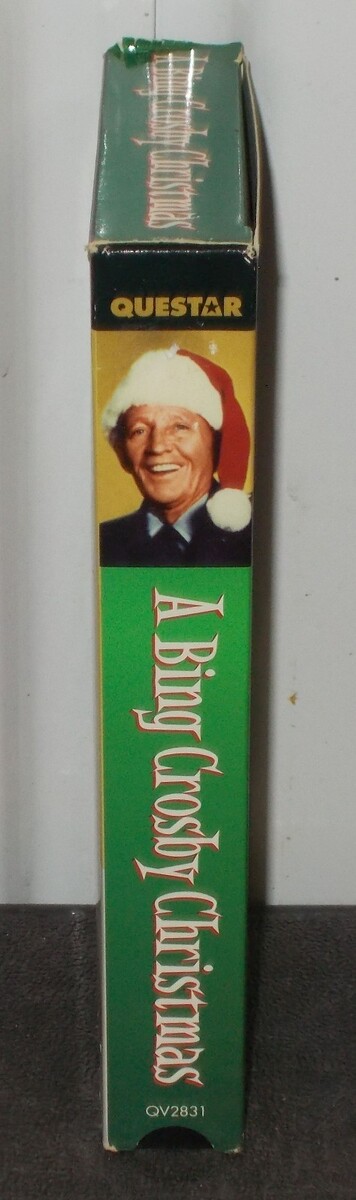 A Bing Crosby Christmas
QUESTAR
A Bing Crosby Christmas
QV2831